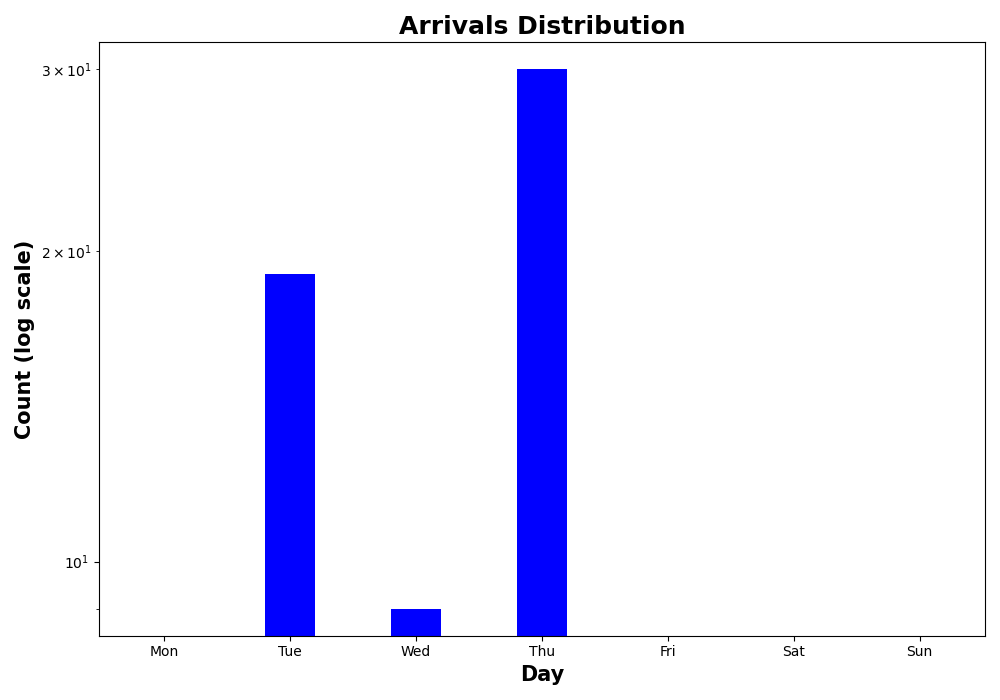 Arrivals Distribution
3 × 10¹
2 × 10¹
10¹
Count (log scale)
Mon Tue Wed Thu Fri Sat Sun
Day